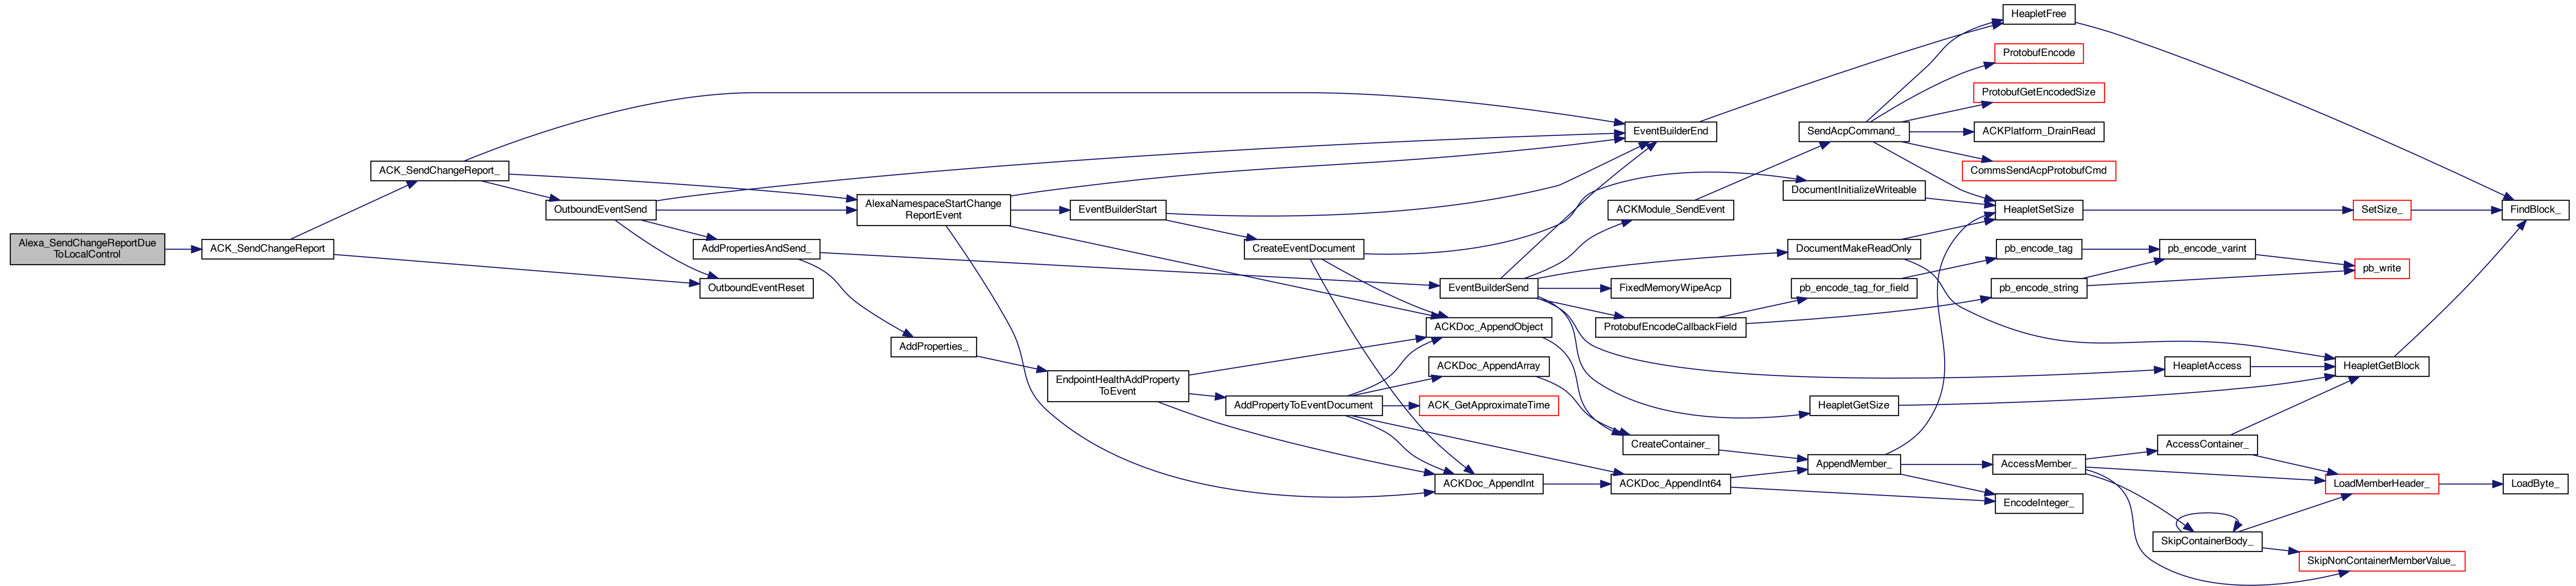 Alexa_SendChangeReportDue
ToLocalControl
ACK_SendChangeReport
ACK_SendChangeReport_
OutboundEventSend
AddPropertiesAndSend_
OutboundEventReset
AlexaNamespaceStartChange
ReportEvent
AddProperties_
EventBuilderStart
EndpointHealthAddProperty
ToEvent
CreateEventDocument
AddPropertyToEventDocument
EventBuilderSend
ACKDoc_AppendObject
ACKDoc_AppendArray
ACK_GetApproximateTime
ACKDoc_AppendInt
EventBuilderEnd
ACKModule_SendEvent
FixedMemoryWipeAcp
ProtobufEncodeCallbackField
CreateContainer_
ACKDoc_AppendInt64
SendAcpCommand_
DocumentInitializeWriteable
DocumentMakeReadOnly
pb_encode_tag_for_field
HeapletGetSize
AppendMember_
HeapletFree
ProtobufEncode
ProtobufGetEncodedSize
ACKPlatform_DrainRead
CommsSendAcpProtobufCmd
HeapletSetSize
pb_encode_tag
pb_encode_string
AccessMember_
EncodeInteger_
pb_encode_varint
HeapletAccess
AccessContainer_
SkipContainerBody_
SetSize_
pb_write
HeapletGetBlock
LoadMemberHeader_
SkipNonContainerMemberValue_
FindBlock_
LoadByte_